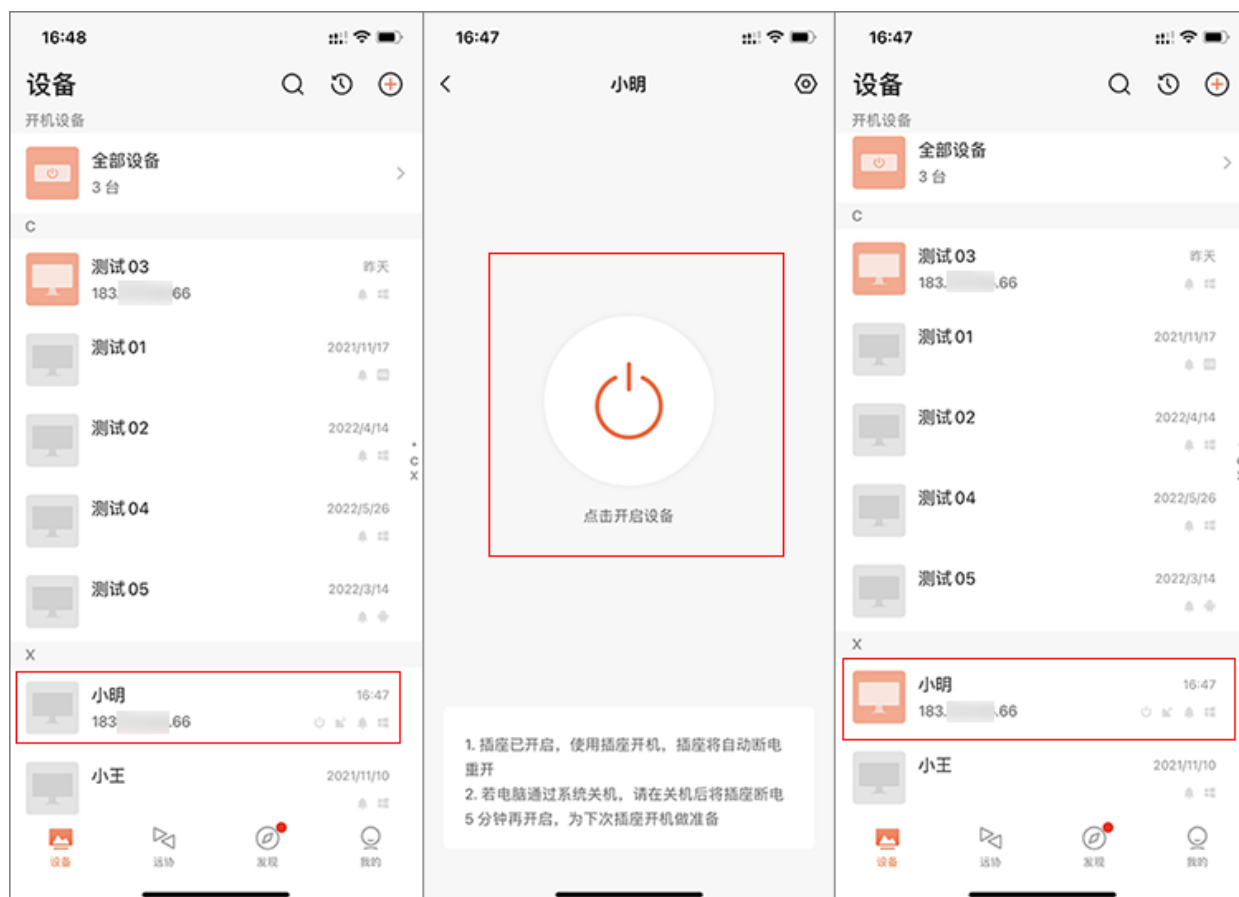 16:48
设备
开机设备
全部设备
3 台
C
测试 03
昨天
183. 66
测试 01
2021/11/17
测试 02
2022/4/14
C
X
测试 04
2022/5/26
测试 05
2022/3/14
X
小明
16:47
183 .66
小王
2021/11/10
设备
远协
发现
我的
16:47
小明
点击开启设备
1. 插座已开启，使用插座开机，插座将自动断电
重开
2. 若电脑通过系统关机，请在关机后将插座断电
5 分钟再开启，为下次插座开机做准备
16:47
设备
开机设备
全部设备
3 台
C
测试 03
昨天
183. .66
测试 01
2021/11/17
测试 02
2022/4/14
测试 04
2022/5/26
测试 05
2022/3/14
X
小明
16:47
183. .66
小王
2021/11/10
设备
远协
发现
我的